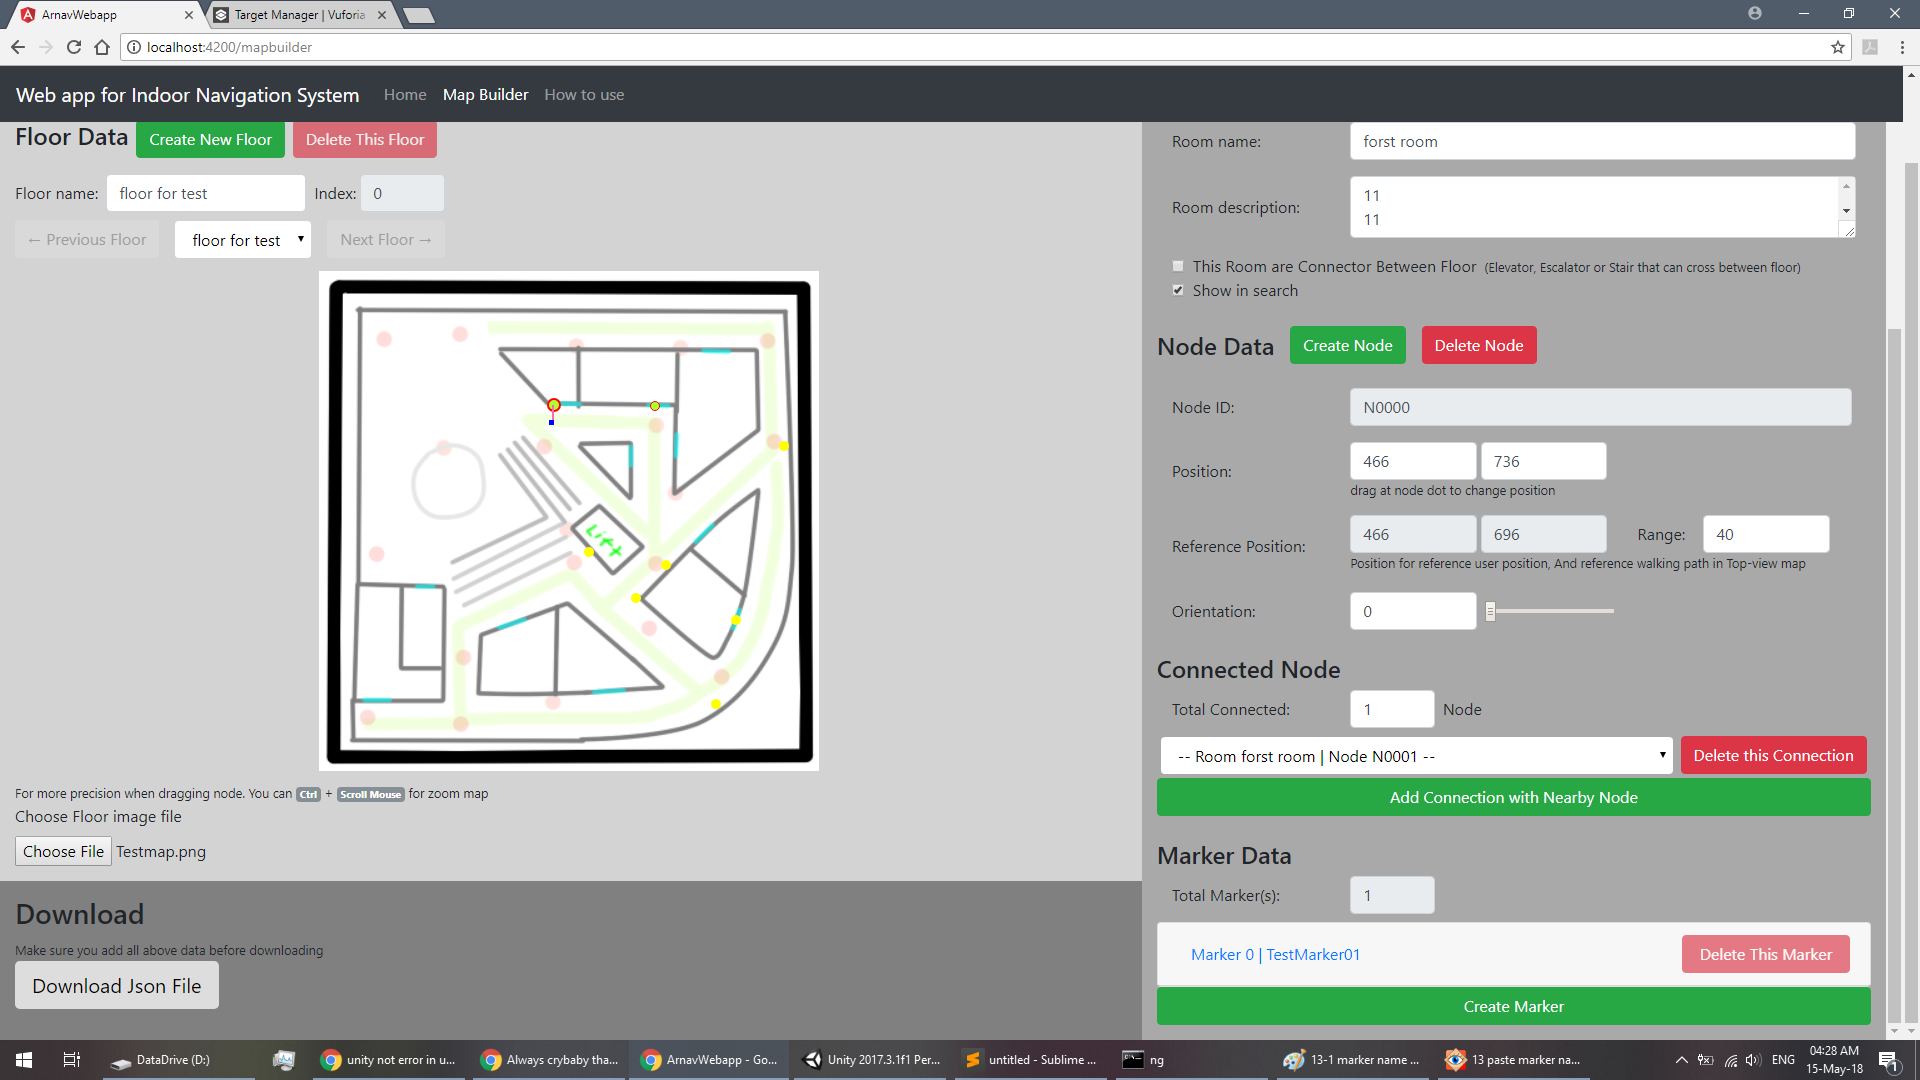 ArnavWebapp
Target Manager | Vuforia
localhost:4200/mapbuilder
Web app for Indoor Navigation System Home Map Builder How to use
Floor Data Create New Floor Delete This Floor
Floor name: floor for test Index: 0
← Previous Floor floor for test Next Floor →
Lift
For more precision when dragging node. You can Ctrl + Scroll Mouse for zoom map
Choose Floor image file
Choose File Testmap.png
Download
Make sure you add all above data before downloading
Download Json File
Room name: forst room
Room description: 11
11
This Room are Connector Between Floor (Elevator, Escalator or Stair that can cross between floor)
Show in search
Node Data Create Node Delete Node
Node ID: N0000
Position: 466 736
drag at node dot to change position
Reference Position: 466 696 Range: 40
Position for reference user position, And reference walking path in Top-view map
Orientation: 0
Connected Node
Total Connected: 1 Node
-- Room forst room | Node N0001 -- Delete this Connection
Add Connection with Nearby Node
Marker Data
Total Marker(s): 1
Marker 0 | TestMarker01 Delete This Marker
Create Marker
DataDrive (D:) unity not error in u... Always crybaby tha... ArnavWebapp - Go... Unity 2017.3.1f1 Per... untitled - Sublime ... ng 13-1 marker name ... 13 paste marker na... ENG 04:28 AM
15-May-18 1